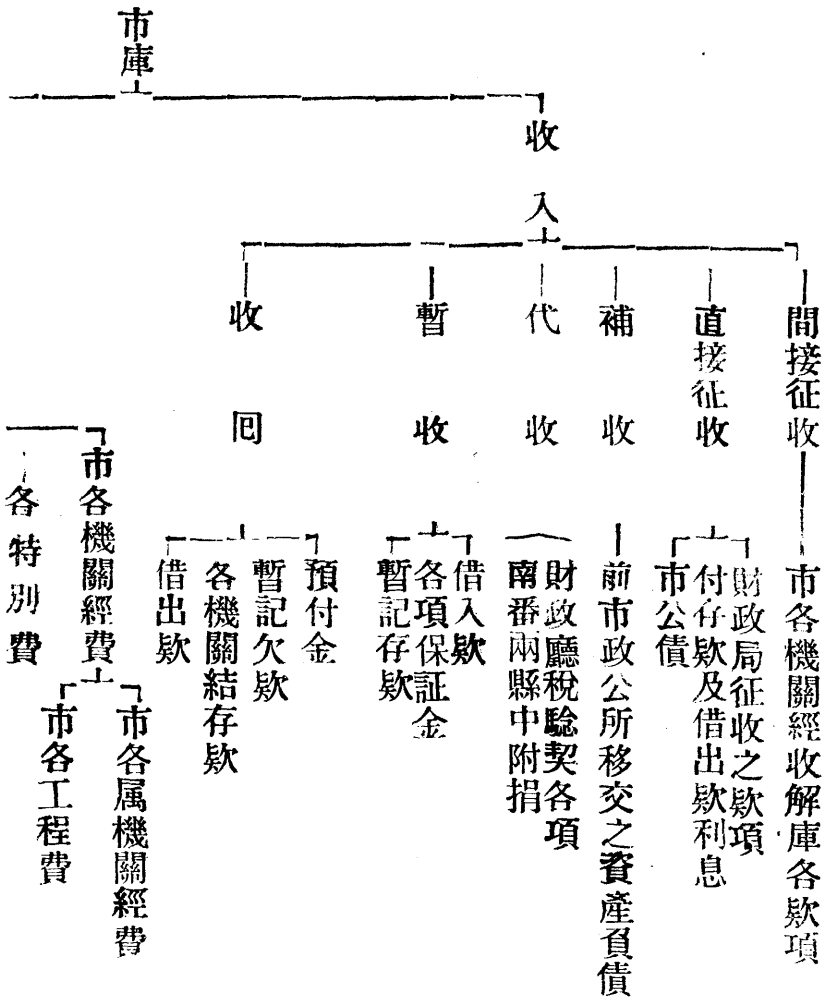 市庫
收入
間接征收
市各機關經收解庫各欵項
直接征收
財政局征收之欵項
付存欵及借出欵利息
市公債
補收
前市政公所移交之資產負債
代收
財政廳稅驗契各項
南番兩縣中附捐
暫收
借入欵
各項保証金
暫記存欵
收囘
預付金
暫記欠欵
各機關結存欵
借出欵
市各機關經費
市各属機關經費
市各工程費
各特別費